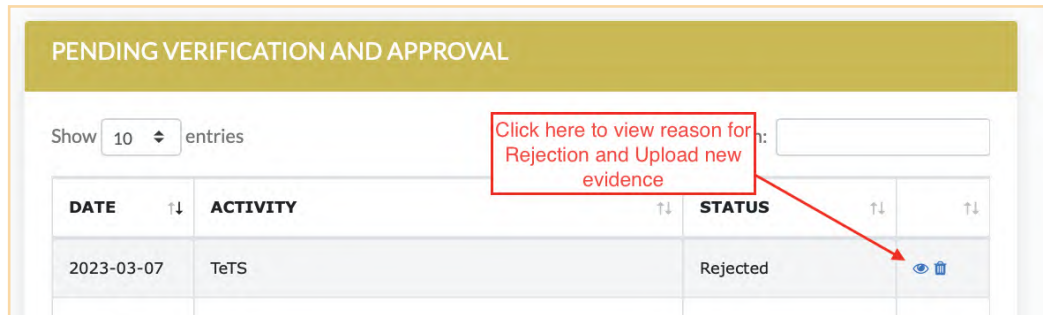 PENDING VERIFICATION AND APPROVAL
Show 10 entries
Click here to view reason for
Rejection and Upload new
evidence
h:
DATE ACTIVITY STATUS
2023-03-07 TeTS Rejected